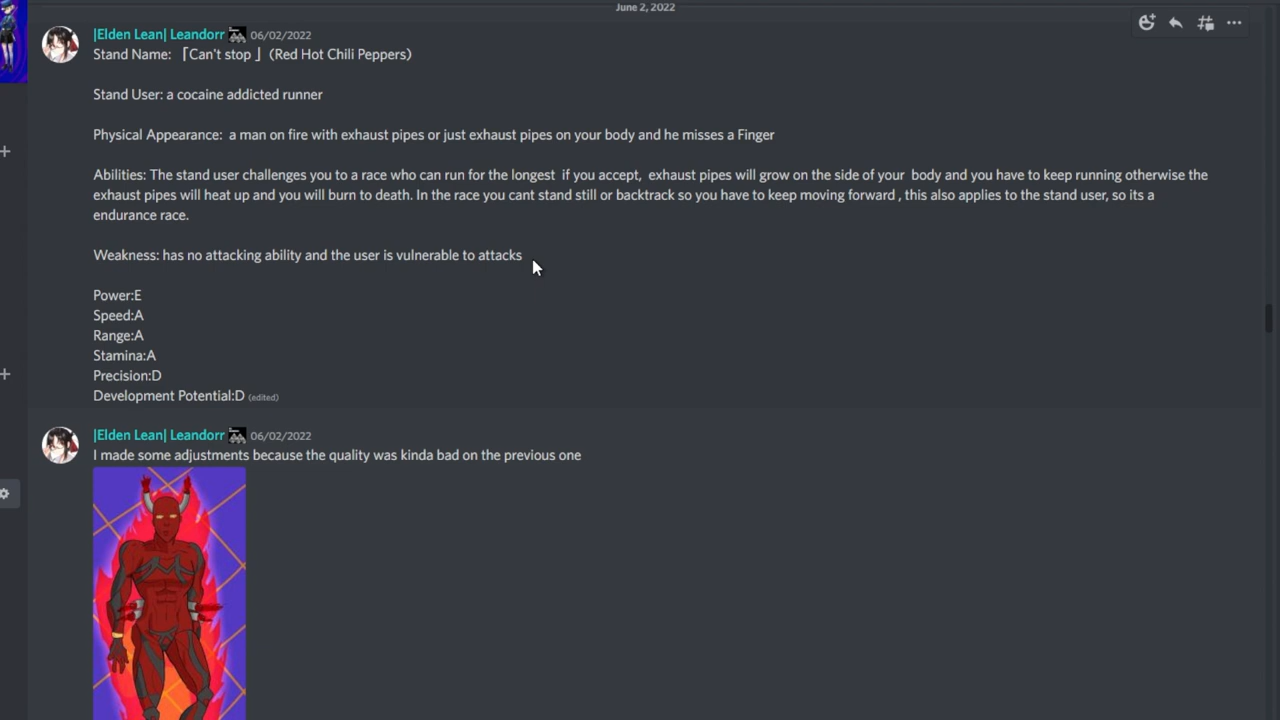 June 2, 2022
|Elden Lean| Leandorr 06/02/2022
Stand Name: 「Can't stop 」 (Red Hot Chili Peppers)
Stand User: a cocaine addicted runner
Physical Appearance:  a man on fire with exhaust pipes or just exhaust pipes on your body and he misses a Finger
Abilities: The stand user challenges you to a race who can run for the longest  if you accept,  exhaust pipes will grow on the side of your  body and you have to keep running otherwise the
exhaust pipes will heat up and you will burn to death. In the race you cant stand still or backtrack so you have to keep moving forward , this also applies to the stand user, so its a
endurance race.
Weakness: has no attacking ability and the user is vulnerable to attacks
Power:E
Speed:A
Range:A
Stamina:A
Precision:D
Development Potential:D (edited)
|Elden Lean| Leandorr 06/02/2022
I made some adjustments because the quality was kinda bad on the previous one